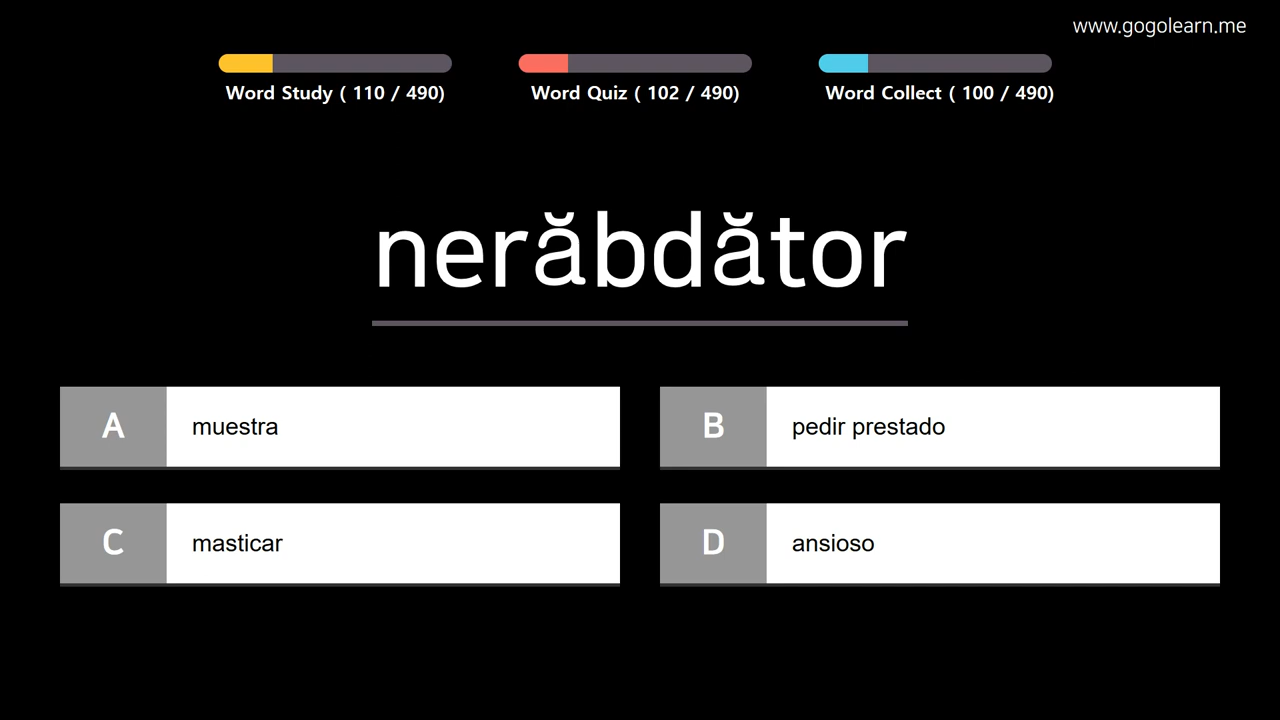 www.gogolearn.me
Word Study ( 110 / 490)
Word Quiz ( 102 / 490)
Word Collect ( 100 / 490)
nerăbdător
A muestra
B pedir prestado
C masticar
D ansioso